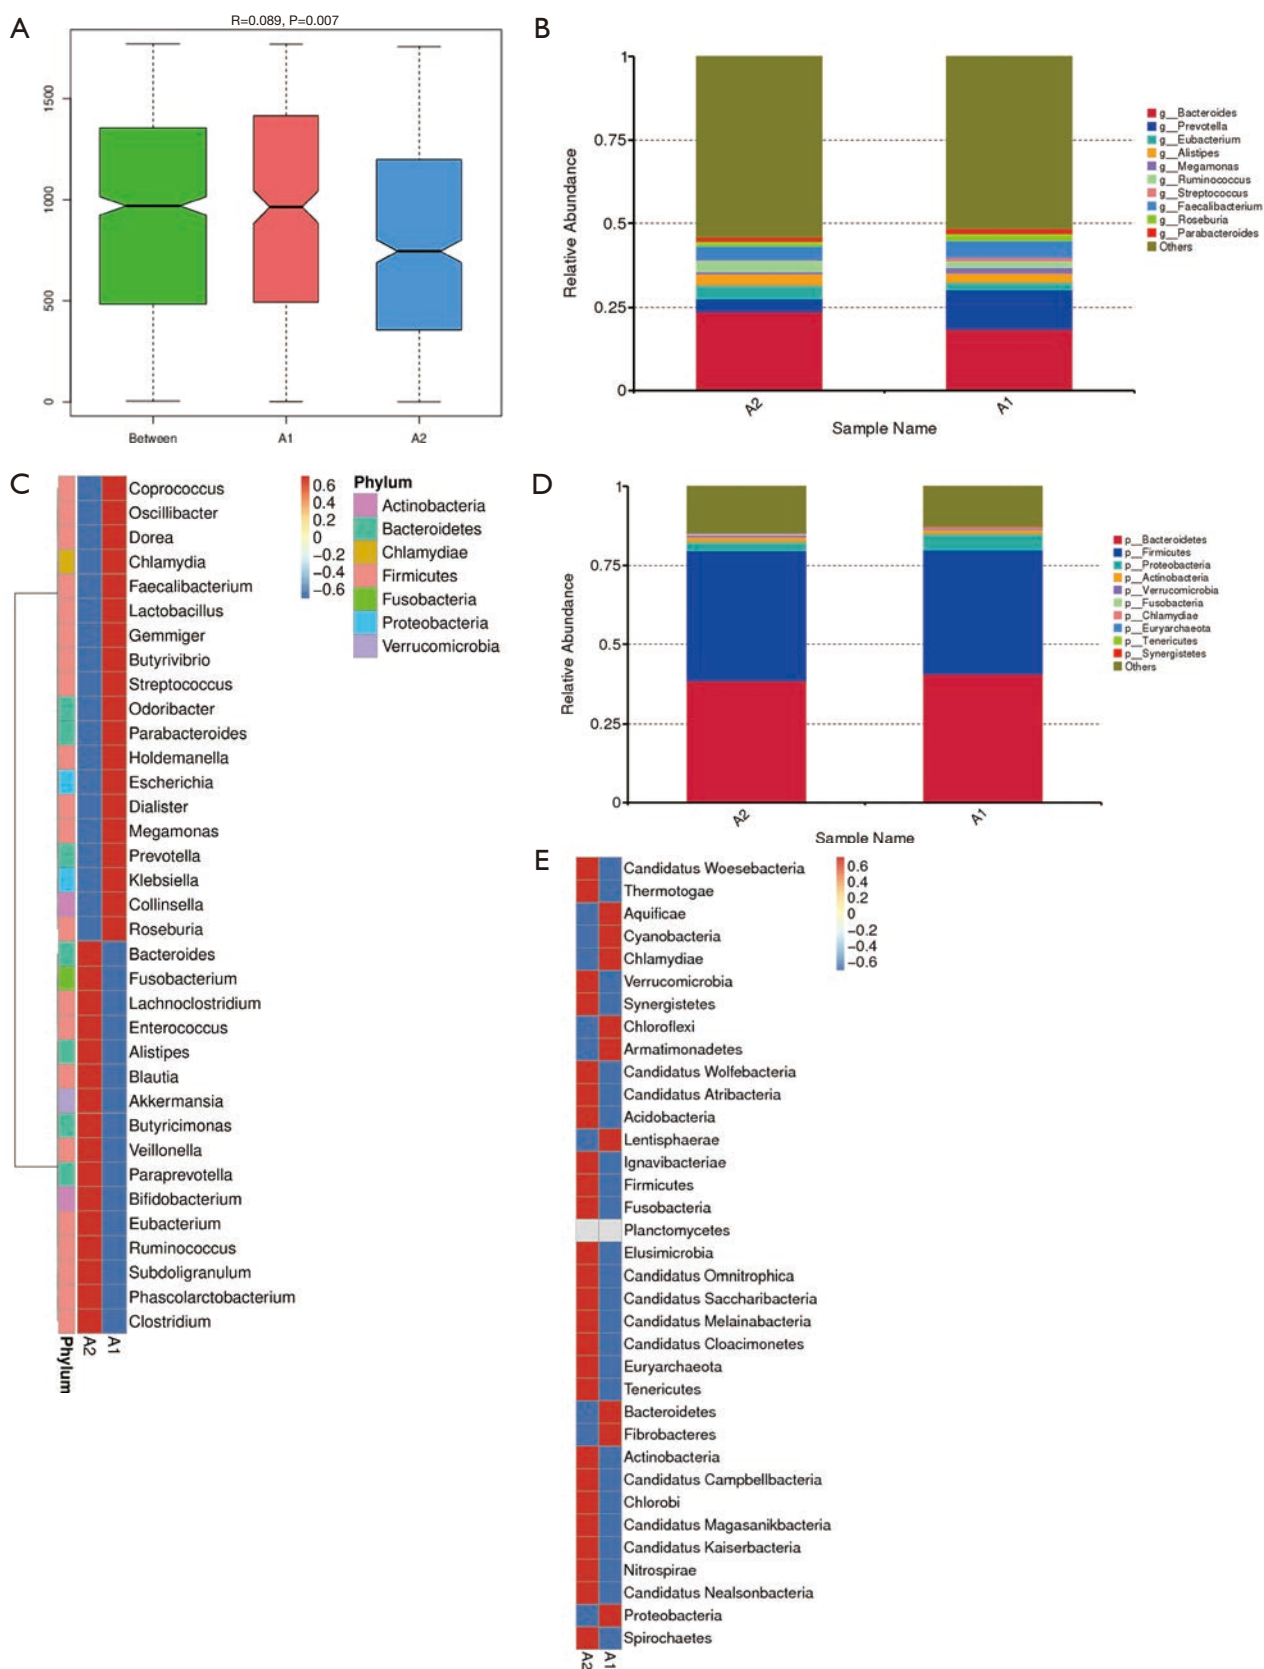 A
R=0.089, P=0.007
1500
1000
500
0
Between
A1
A2
B
Relative Abundance
1
0.75
0.5
0.25
0
A2
A1
Sample Name
g__Bacteroides
g__Prevotella
g__Eubacterium
g__Alistipes
g__Megamonas
g__Ruminococcus
g__Streptococcus
g__Faecalibacterium
g__Roseburia
g__Parabacteroides
Others
C
Coprococcus
Oscillibacter
Dorea
Chlamydia
Faecalibacterium
Lactobacillus
Gemmiger
Butyrivibrio
Streptococcus
Odoribacter
Parabacteroides
Holdemanella
Escherichia
Dialister
Megamonas
Prevotella
Klebsiella
Collinsella
Roseburia
Bacteroides
Fusobacterium
Lachnoclostridium
Enterococcus
Alistipes
Blautia
Akkermansia
Butyricimonas
Veillonella
Paraprevotella
Bifidobacterium
Eubacterium
Ruminococcus
Subdoligranulum
Phascolarctobacterium
Clostridium
Phylum
A2
A1
0.6
0.4
0.2
0
−0.2
−0.4
−0.6
Phylum
Actinobacteria
Bacteroidetes
Chlamydiae
Firmicutes
Fusobacteria
Proteobacteria
Verrucomicrobia
D
Relative Abundance
1
0.75
0.5
0.25
0
A2
A1
Sample Name
p__Bacteroidetes
p__Firmicutes
p__Proteobacteria
p__Actinobacteria
p__Verrucomicrobia
p__Fusobacteria
p__Chlamydiae
p__Euryarchaeota
p__Tenericutes
p__Synergistetes
Others
E
Candidatus Woesebacteria
Thermotogae
Aquificae
Cyanobacteria
Chlamydiae
Verrucomicrobia
Synergistetes
Chloroflexi
Armatimonadetes
Candidatus Wolfebacteria
Candidatus Atribacteria
Acidobacteria
Lentisphaerae
Ignavibacteriae
Firmicutes
Fusobacteria
Planctomycetes
Elusimicrobia
Candidatus Omnitrophica
Candidatus Saccharibacteria
Candidatus Melainabacteria
Candidatus Cloacimonetes
Euryarchaeota
Tenericutes
Bacteroidetes
Fibrobacteres
Actinobacteria
Candidatus Campbellbacteria
Chlorobi
Candidatus Magasanikbacteria
Candidatus Kaiserbacteria
Nitrospirae
Candidatus Nealsonbacteria
Proteobacteria
Spirochaetes
A2
A1
0.6
0.4
0.2
0
−0.2
−0.4
−0.6